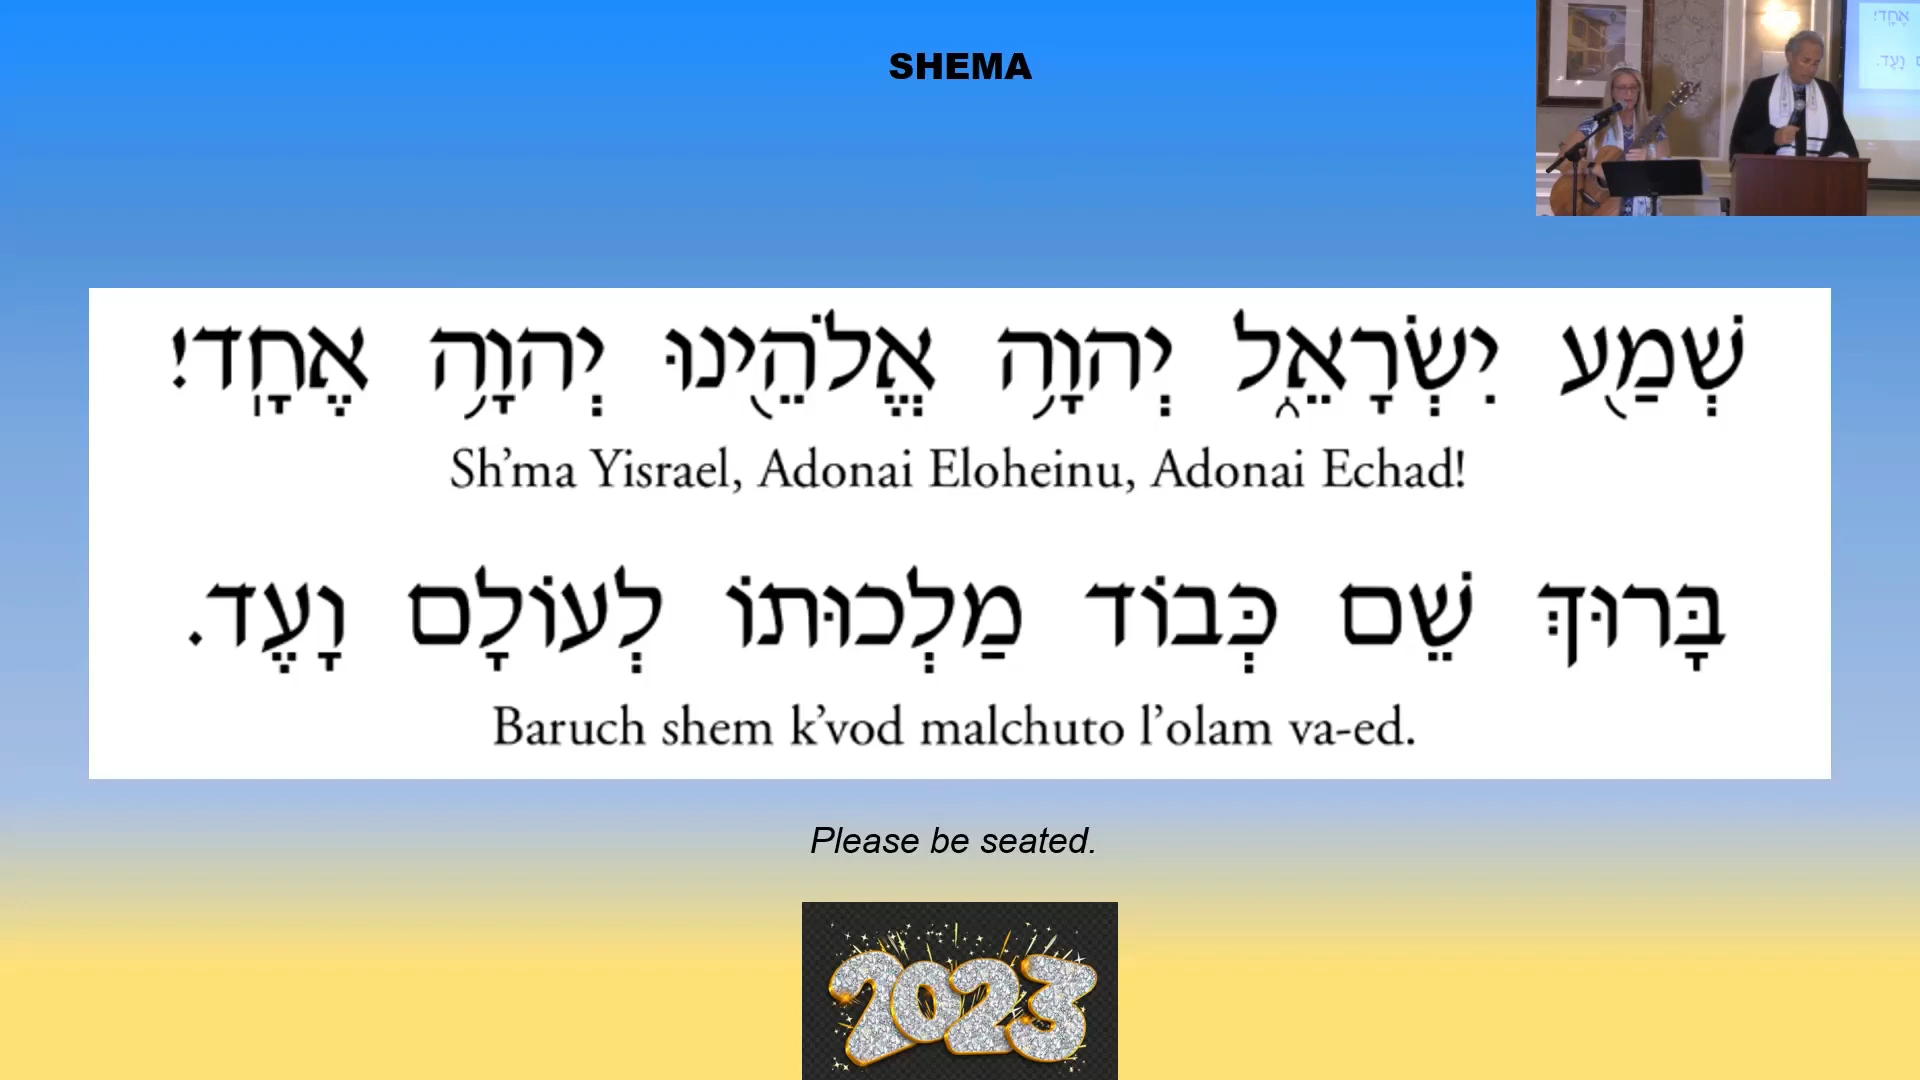 SHEMA
שְׁמַ֖ע יִשְׂרָאֵ֑ל יְהוָ֥ה אֱלֹהֵ֖ינוּ יְהוָ֥ה אֶחָֽד!
Sh’ma Yisrael, Adonai Eloheinu, Adonai Echad!
בָּרוּךְ שֵׁם כְּבוֹד מַלְכוּתוֹ לְעוֹלָם וָעֶד.
Baruch shem k’vod malchuto l’olam va-ed.
Please be seated.
2023
אֶחָד!
וָעֶד.